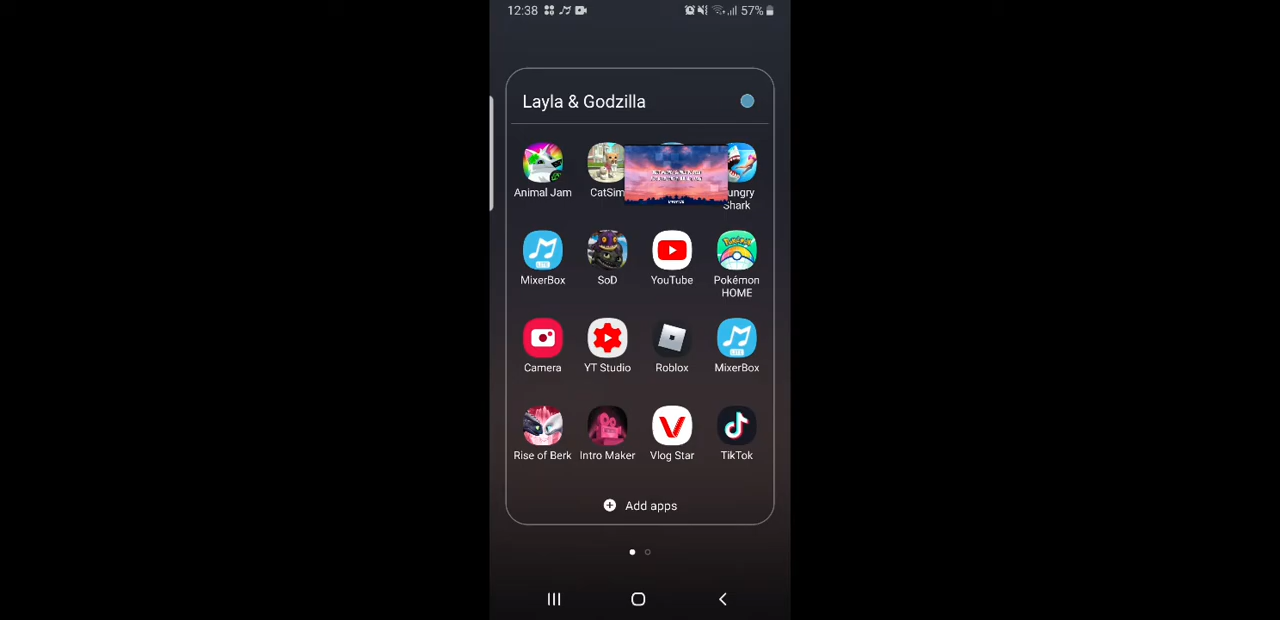 12:38 57%
Layla & Godzilla
Animal Jam CatSim ungry
Shark
MixerBox SoD YouTube Pokémon
HOME
Camera YT Studio Roblox MixerBox
Rise of Berk Intro Maker Vlog Star TikTok
Add apps